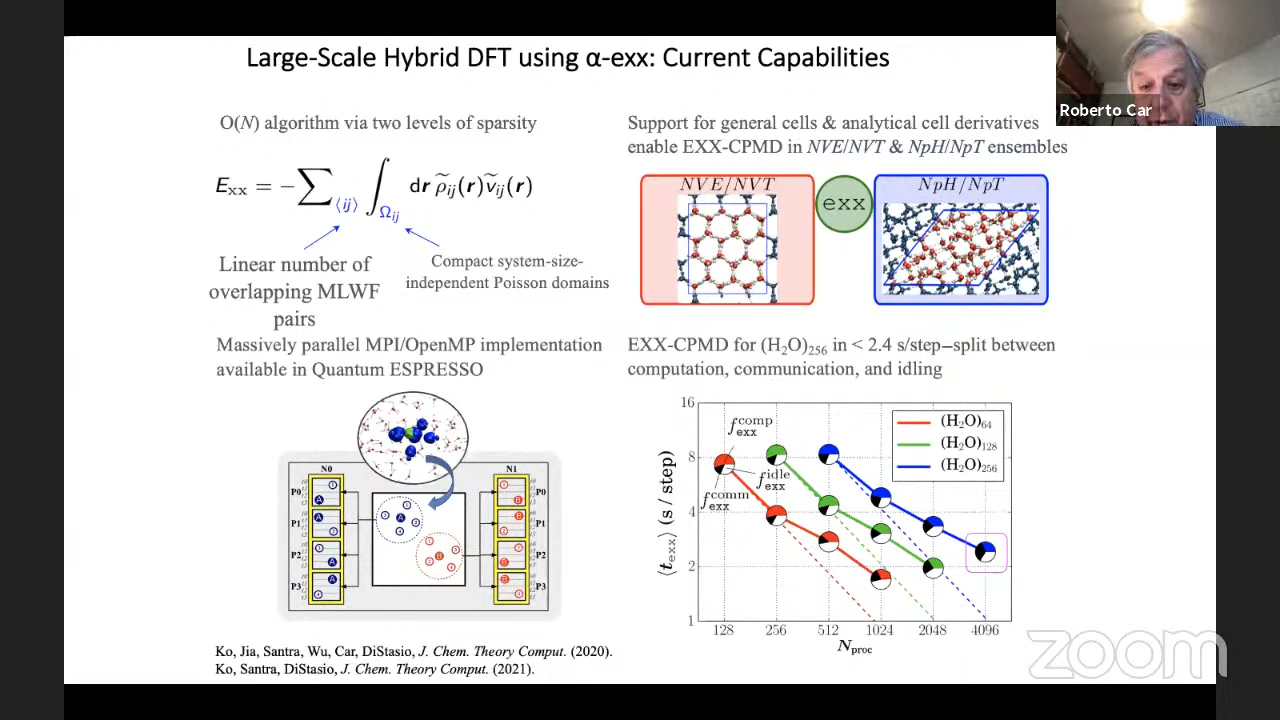 Large-Scale Hybrid DFT using α-exx: Current Capabilities
Roberto Car
O(N) algorithm via two levels of sparsity
E_xx = −∑_⟨ij⟩ ∫_Ωij dr ρ̃_ij(r)ṽ_ij(r)
Linear number of
overlapping MLWF
pairs
Compact system-size-
independent Poisson domains
Support for general cells & analytical cell derivatives
enable EXX-CPMD in NVE/NVT & NpH/NpT ensembles
NVE/NVT
exx
NpH/NpT
Massively parallel MPI/OpenMP implementation
available in Quantum ESPRESSO
N0
N1
P0
P0
P1
P1
P2
P2
P3
P3
EXX-CPMD for (H₂O)₂₅₆ in < 2.4 s/step–split between
computation, communication, and idling
⟨t_exx⟩ (s / step)
16
8
4
2
1
f_exx^comp
f_exx^idle
f_exx^comm
(H₂O)₆₄
(H₂O)₁₂₈
(H₂O)₂₅₆
128 256 512 1024 2048 4096
N_proc
Ko, Jia, Santra, Wu, Car, DiStasio, J. Chem. Theory Comput. (2020).
Ko, Santra, DiStasio, J. Chem. Theory Comput. (2021).
zoom